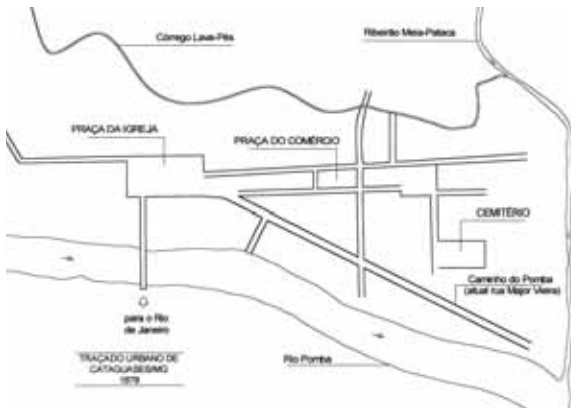 Córrego Lava-Pés
Ribeirão Meia-Pataca
PRAÇA DA IGREJA
PRAÇA DO COMÉRCIO
CEMITÉRIO
Caminho do Pomba
(atual rua Major Vieira)
para o Rio
de Janeiro
TRAÇADO URBANO DE
CATAGUASES/MG
Rio Pomba